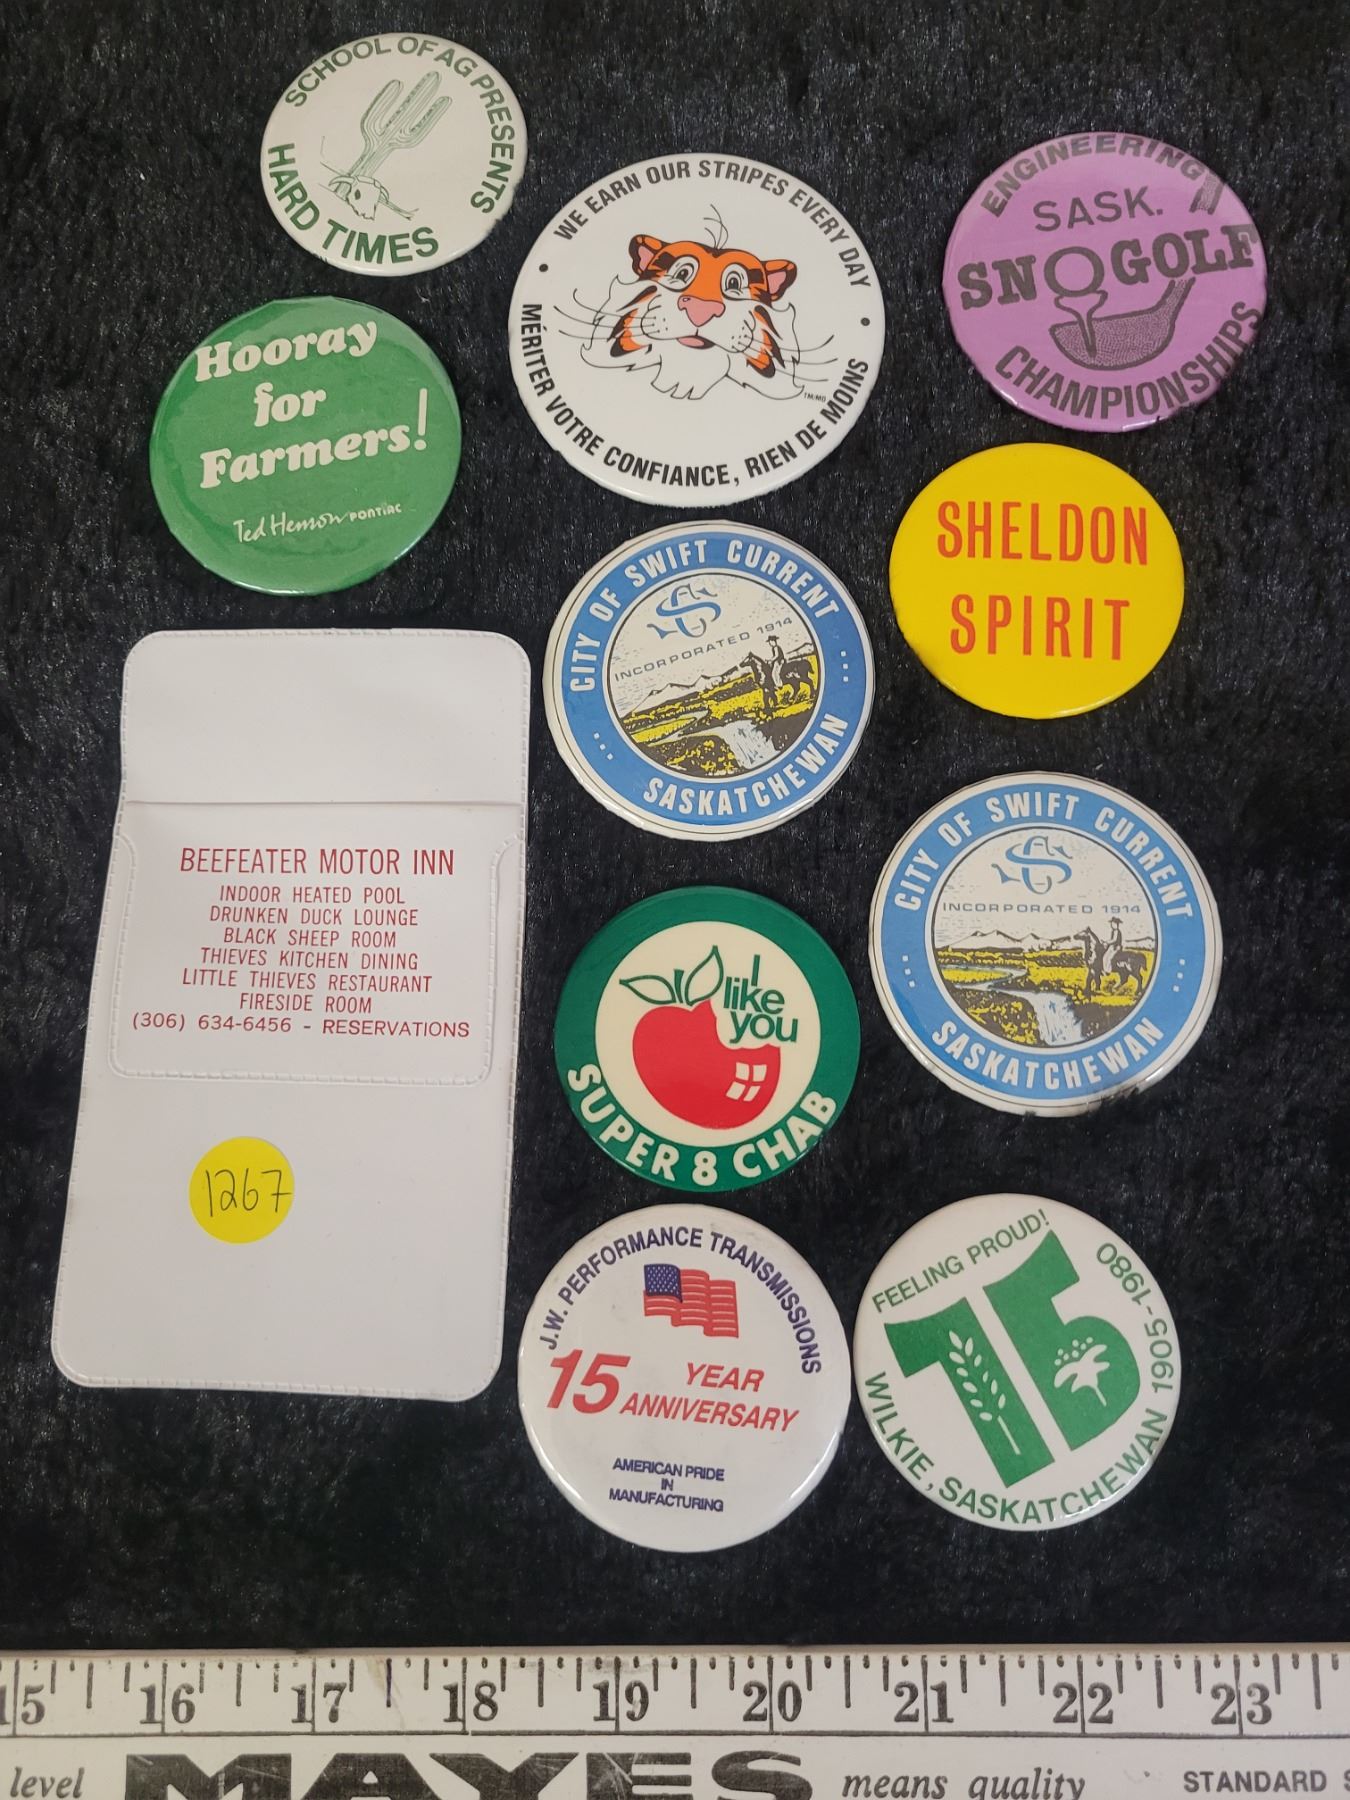 SCHOOL OF AG PRESENTS
HARD TIMES
WE EARN OUR STRIPES EVERY DAY
MÉRITER VOTRE CONFIANCE, RIEN DE MOINS
TM/MD
ENGINEERING
SASK.
SNOGOLF
CHAMPIONSHIPS
Hooray
for
Farmers!
Ted Hemson PONTIAC
SHELDON
SPIRIT
CITY OF SWIFT CURRENT
INCORPORATED 1914
SASKATCHEWAN
BEEFEATER MOTOR INN
INDOOR HEATED POOL
DRUNKEN DUCK LOUNGE
BLACK SHEEP ROOM
THIEVES KITCHEN DINING
LITTLE THIEVES RESTAURANT
FIRESIDE ROOM
(306) 634-6456 - RESERVATIONS
1267
CITY OF SWIFT CURRENT
INCORPORATED 1914
SASKATCHEWAN
I
like
you
SUPER 8 CHAB
J.W. PERFORMANCE TRANSMISSIONS
15 YEAR
ANNIVERSARY
AMERICAN PRIDE
IN
MANUFACTURING
FEELING PROUD!
75
WILKIE, SASKATCHEWAN 1905-1980
15 16 17 18 19 20 21 22 23
level MAYES means quality STANDARD